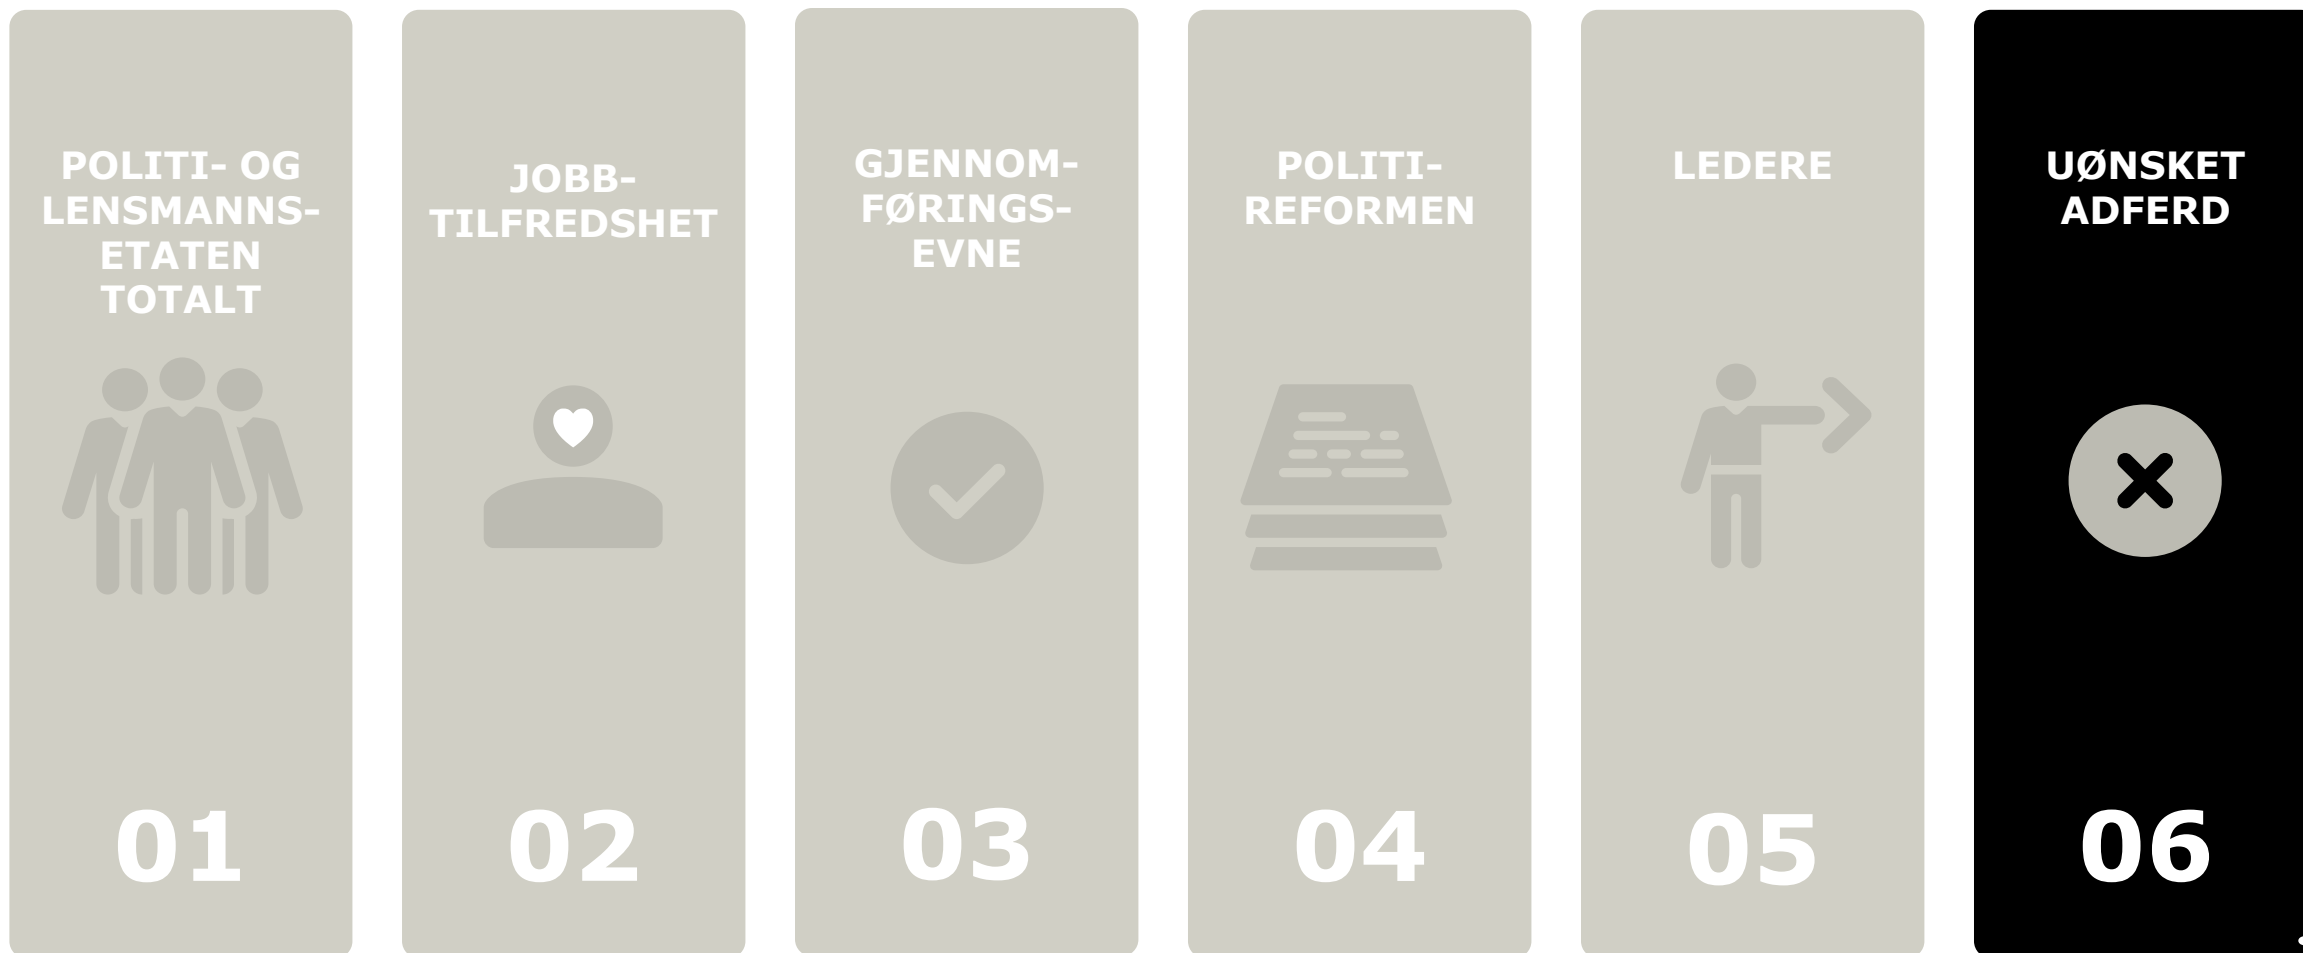 POLITI- OG
LENSMANNS-
ETATEN
TOTALT
01
JOBB-
TILFREDSHET
02
GJENNOM-
FØRINGS-
EVNE
03
POLITI-
REFORMEN
04
LEDERE
05
UØNSKET
ADFERD
06